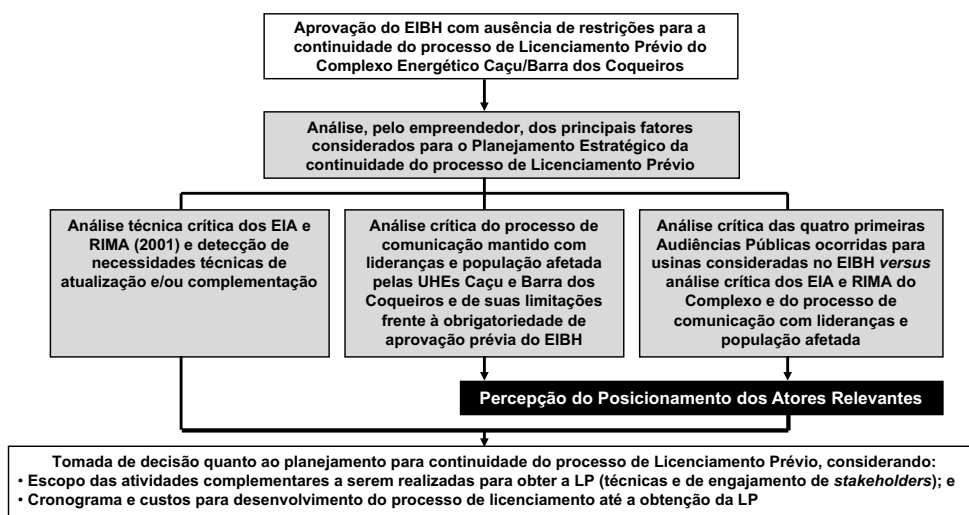 Aprovação do EIBH com ausência de restrições para a
continuidade do processo de Licenciamento Prévio do
Complexo Energético Caçu/Barra dos Coqueiros
Análise, pelo empreendedor, dos principais fatores
considerados para o Planejamento Estratégico da
continuidade do processo de Licenciamento Prévio
Análise técnica crítica dos EIA e
RIMA (2001) e detecção de
necessidades técnicas de
atualização e/ou complementação
Análise crítica do processo de
comunicação mantido com
lideranças e população afetada
pelas UHEs Caçu e Barra dos
Coqueiros e de suas limitações
frente à obrigatoriedade de
aprovação prévia do EIBH
Análise crítica das quatro primeiras
Audiências Públicas ocorridas para
usinas consideradas no EIBH versus
análise crítica dos EIA e RIMA do
Complexo e do processo de
comunicação com lideranças e
população afetada
Percepção do Posicionamento dos Atores Relevantes
Tomada de decisão quanto ao planejamento para continuidade do processo de Licenciamento Prévio, considerando:
• Escopo das atividades complementares a serem realizadas para obter a LP (técnicas e de engajamento de stakeholders); e
• Cronograma e custos para desenvolvimento do processo de licenciamento até a obtenção da LP